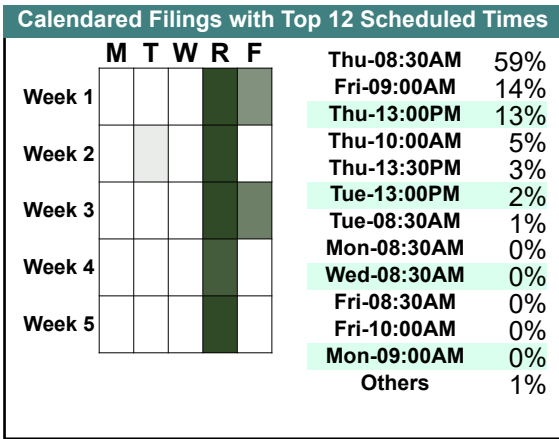 Calendared Filings with Top 12 Scheduled Times
M T W R F
Week 1
Week 2
Week 3
Week 4
Week 5
Thu-08:30AM 59%
Fri-09:00AM 14%
Thu-13:00PM 13%
Thu-10:00AM 5%
Thu-13:30PM 3%
Tue-13:00PM 2%
Tue-08:30AM 1%
Mon-08:30AM 0%
Wed-08:30AM 0%
Fri-08:30AM 0%
Fri-10:00AM 0%
Mon-09:00AM 0%
Others 1%